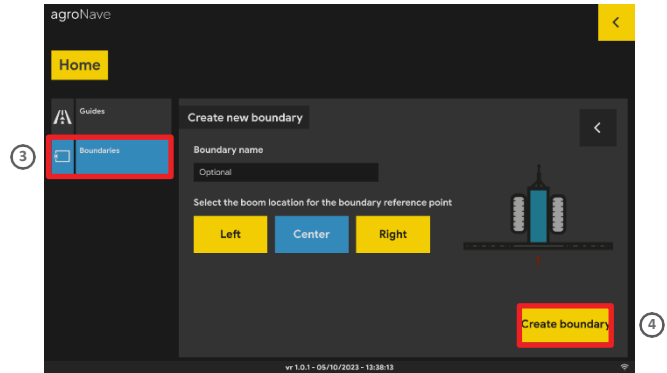 agroNave
Home
Guides
Create new boundary
3
Boundaries
Boundary name
Optional
Select the boom location for the boundary reference point
Left
Center
Right
Create boundary
4
vr 1.0.1 - 05/10/2023 - 13:38:13